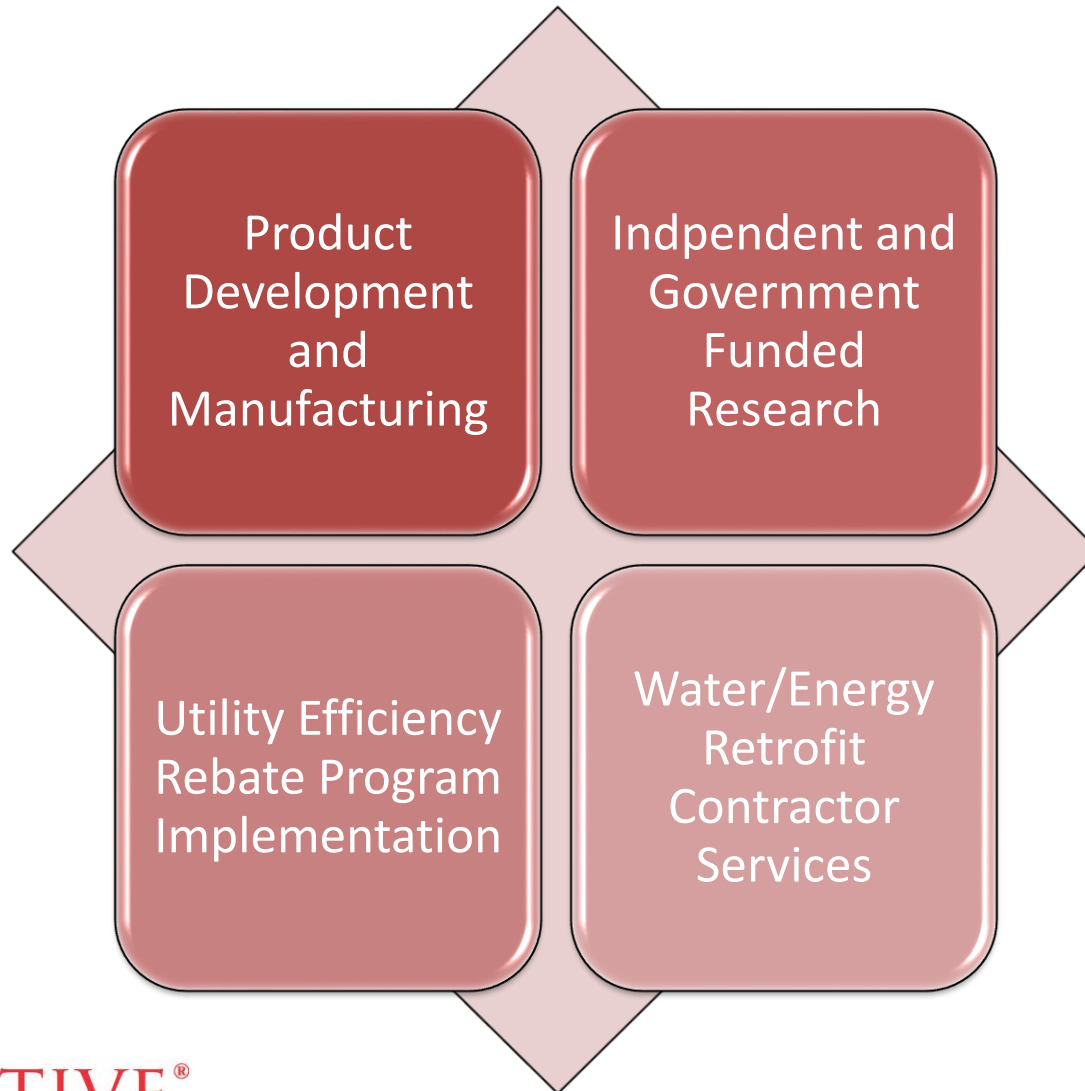 Product
Development
and
Manufacturing
Indpendent and
Government
Funded
Research
Utility Efficiency
Rebate Program
Implementation
Water/Energy
Retrofit
Contractor
Services
TIVE®